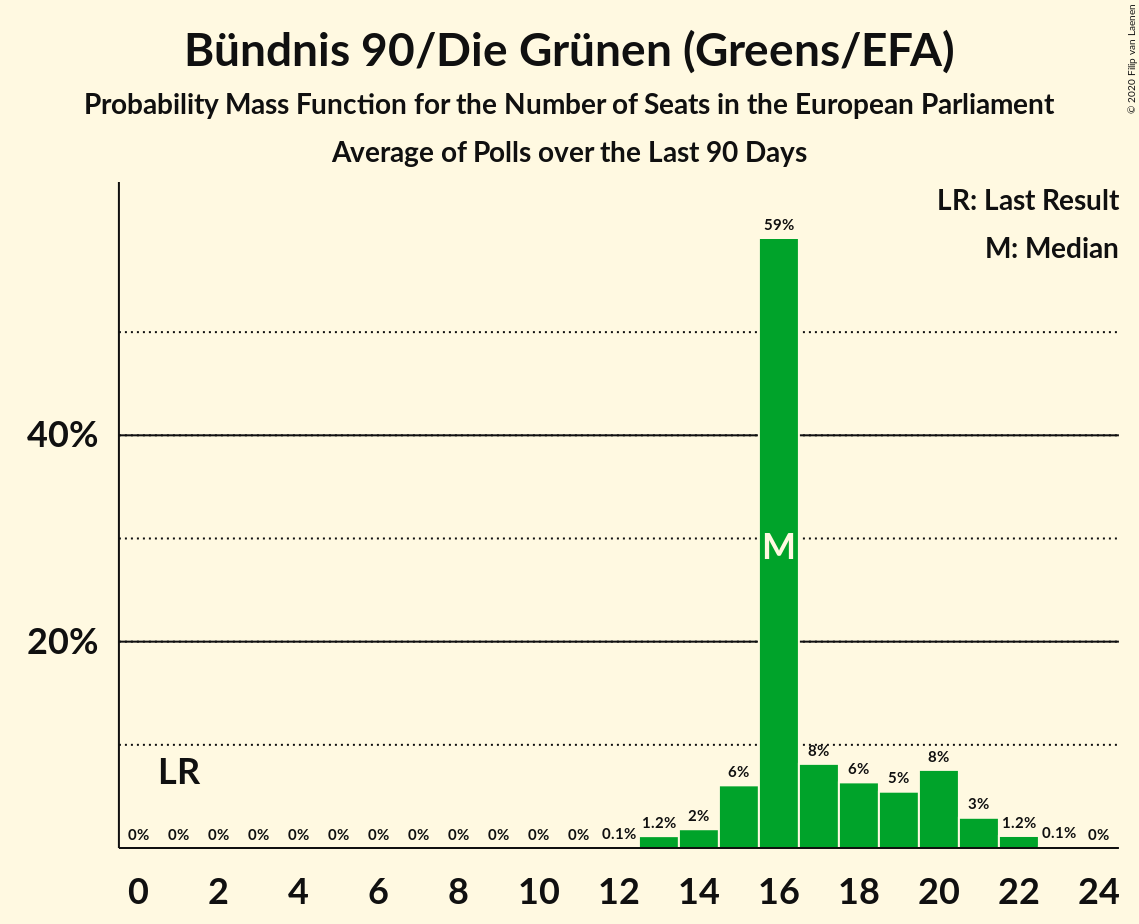 Bündnis 90/Die Grünen (Greens/EFA)
Probability Mass Function for the Number of Seats in the European Parliament
Average of Polls over the Last 90 Days
© 2020 Filip van Laenen
LR: Last Result
M: Median
59%
40%
M
20%
LR
0% 0% 0% 0% 0% 0% 0% 0% 0% 0% 0% 0% 0.1% 1.2% 2% 6% 8% 6% 5% 8% 3% 1.2% 0.1% 0%
0 2 4 6 8 10 12 14 16 18 20 22 24